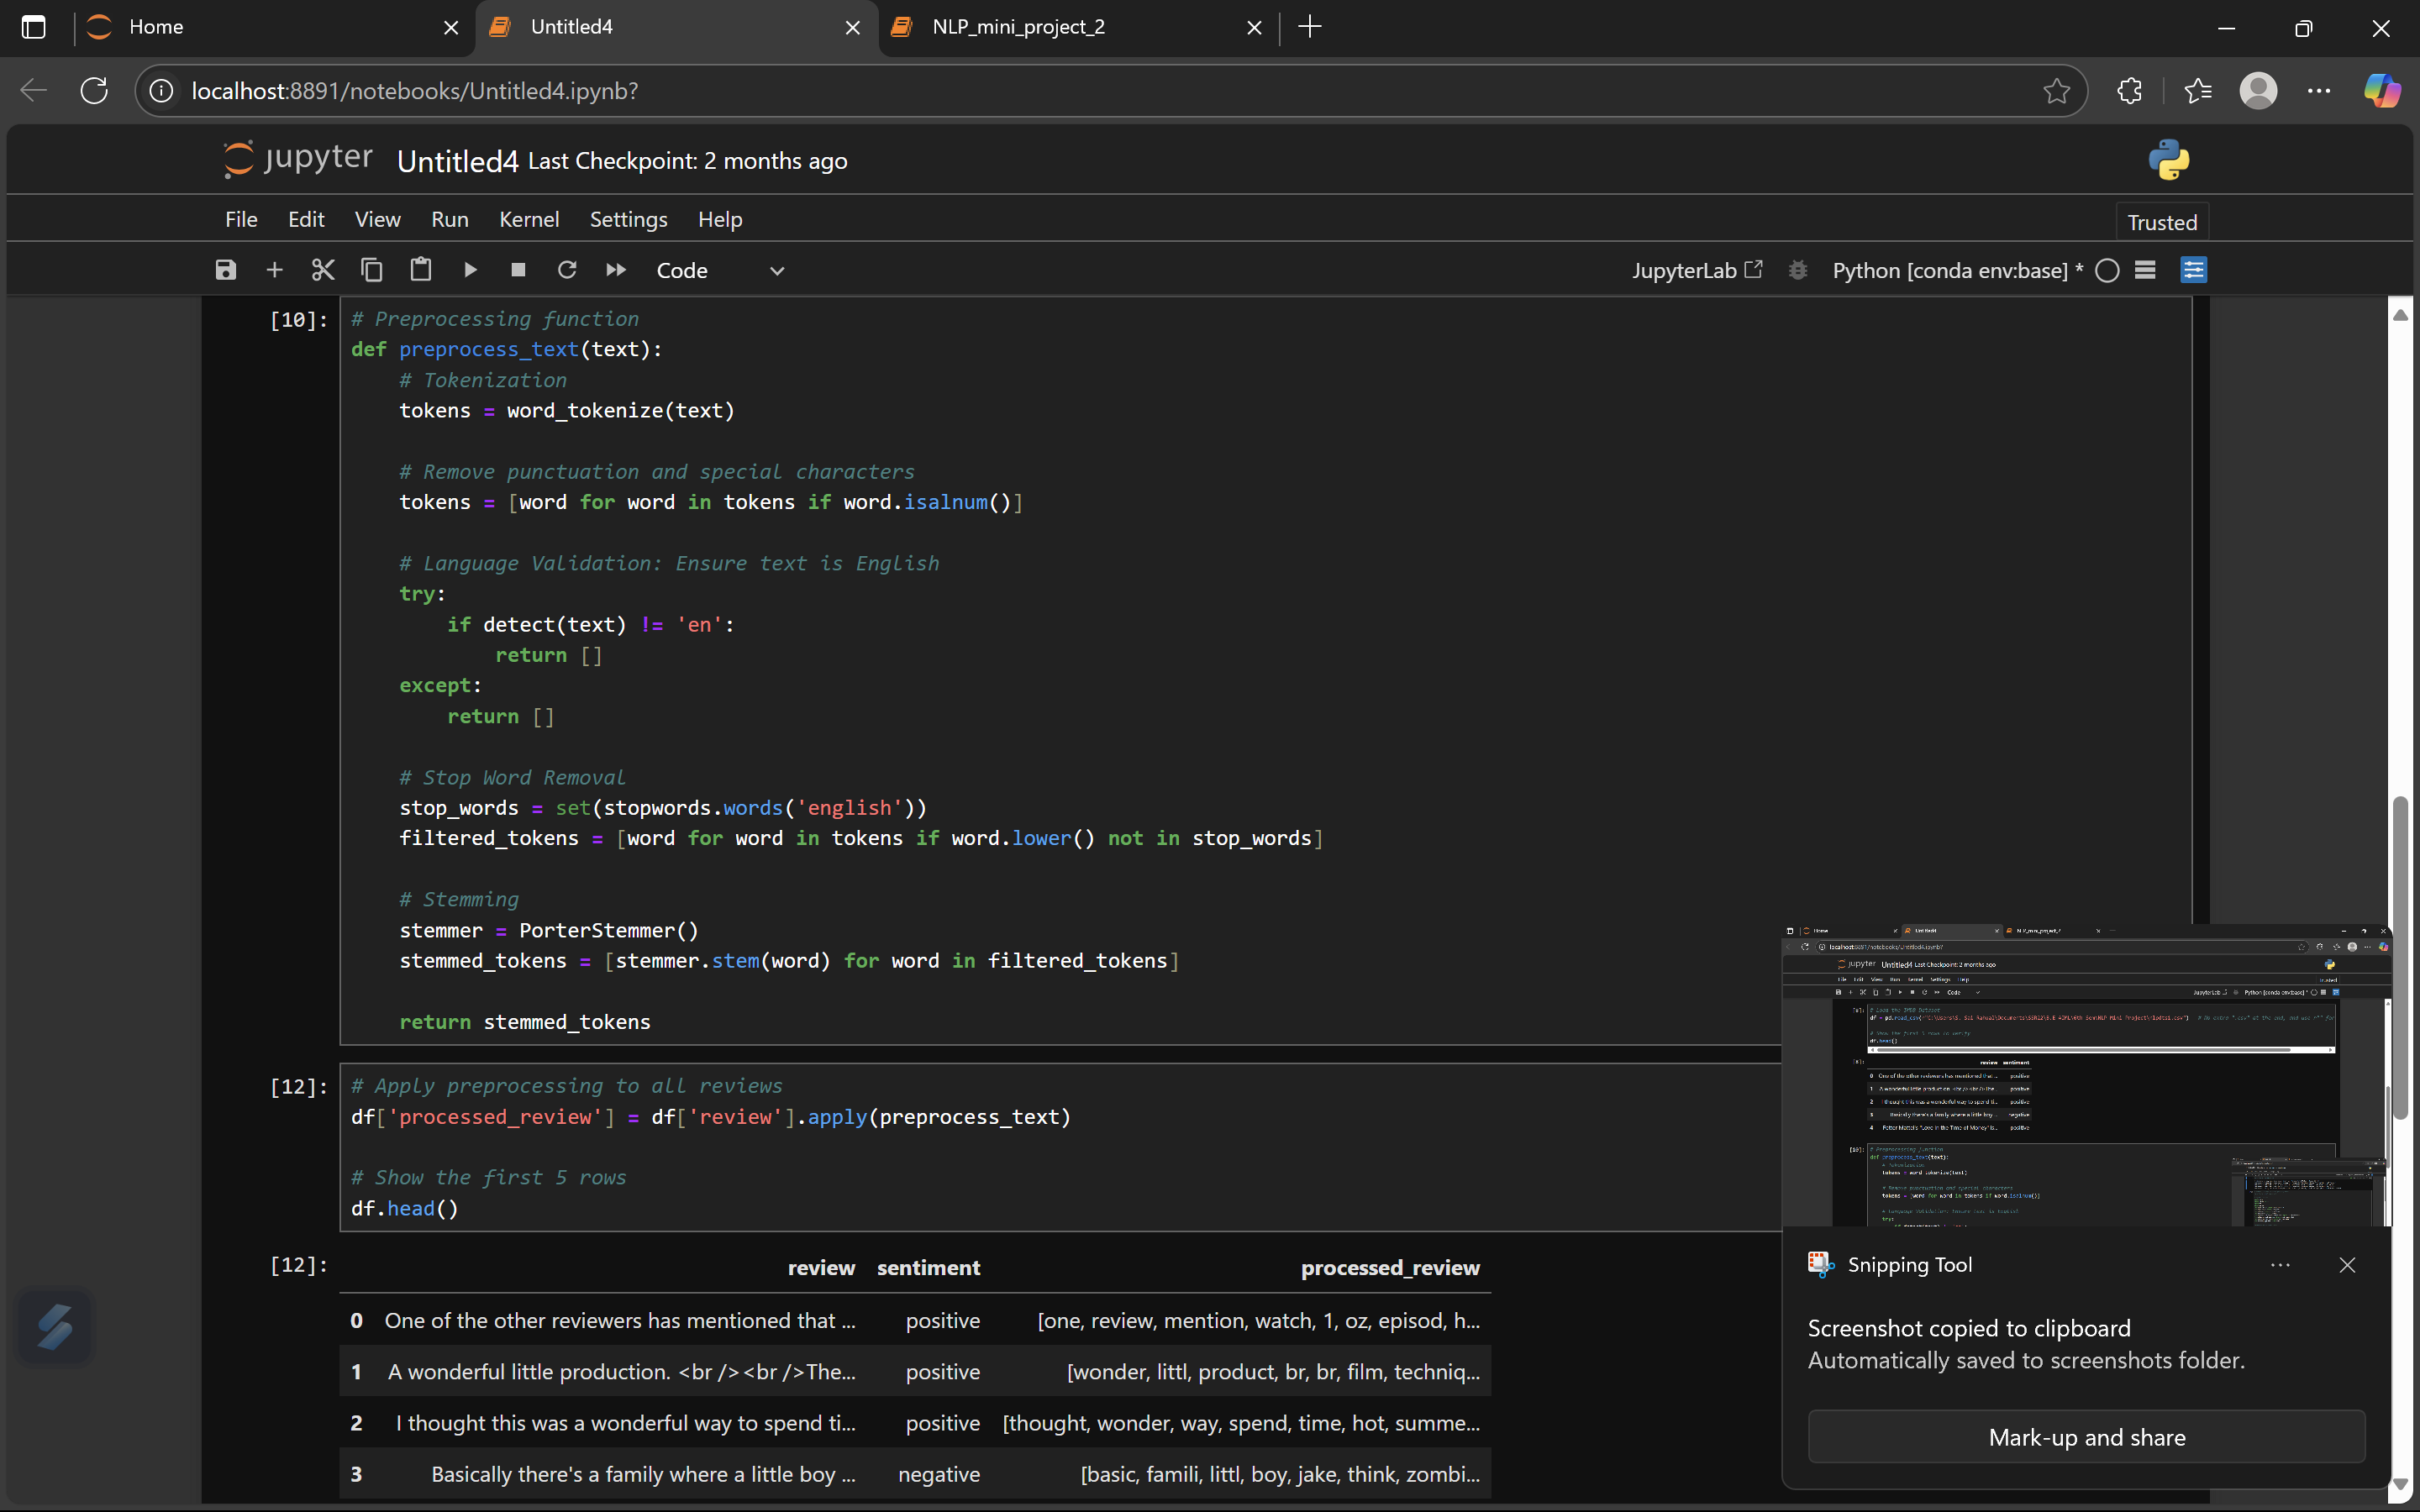 Home
Untitled4
NLP_mini_project_2
localhost:8891/notebooks/Untitled4.ipynb?
jupyter Untitled4 Last Checkpoint: 2 months ago
File Edit View Run Kernel Settings Help
Trusted
Code
JupyterLab
Python [conda env:base] *
[10]:
# Preprocessing function
def preprocess_text(text):
    # Tokenization
    tokens = word_tokenize(text)
    # Remove punctuation and special characters
    tokens = [word for word in tokens if word.isalnum()]
    # Language Validation: Ensure text is English
    try:
        if detect(text) != 'en':
            return []
    except:
        return []
    # Stop Word Removal
    stop_words = set(stopwords.words('english'))
    filtered_tokens = [word for word in tokens if word.lower() not in stop_words]
    # Stemming
    stemmer = PorterStemmer()
    stemmed_tokens = [stemmer.stem(word) for word in filtered_tokens]
    return stemmed_tokens
[12]:
# Apply preprocessing to all reviews
df['processed_review'] = df['review'].apply(preprocess_text)
# Show the first 5 rows
df.head()
[12]:
review sentiment processed_review
0 One of the other reviewers has mentioned that ... positive [one, review, mention, watch, 1, oz, episod, h...
1 A wonderful little production. <br /><br />The... positive [wonder, littl, product, br, br, film, techniq...
2 I thought this was a wonderful way to spend ti... positive [thought, wonder, way, spend, time, hot, summe...
3 Basically there's a family where a little boy ... negative [basic, famili, littl, boy, jake, think, zombi...
Snipping Tool
Screenshot copied to clipboard
Automatically saved to screenshots folder.
Mark-up and share